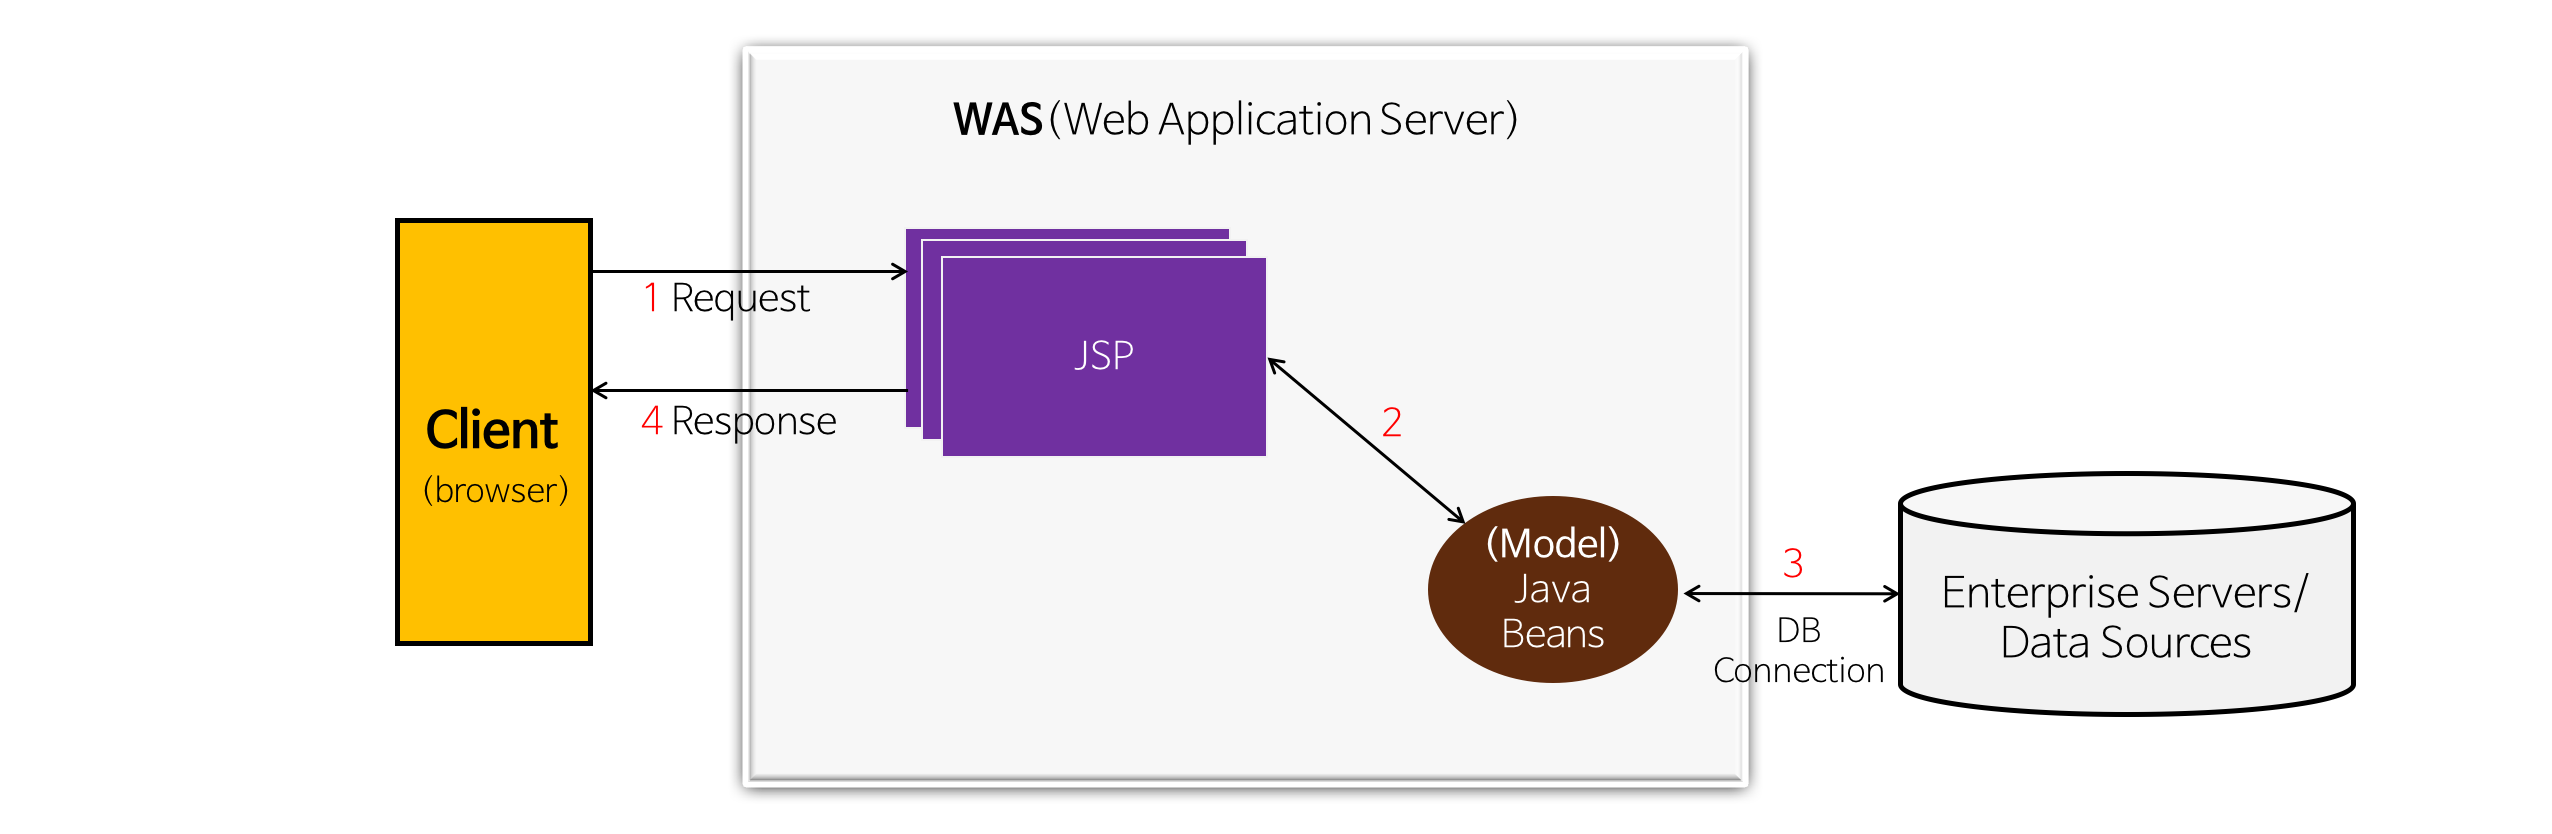 WAS(Web Application Server)
1 Request
JSP
4 Response
2
Client
(browser)
(Model)
Java
Beans
3
DB
Connection
Enterprise Servers/
Data Sources